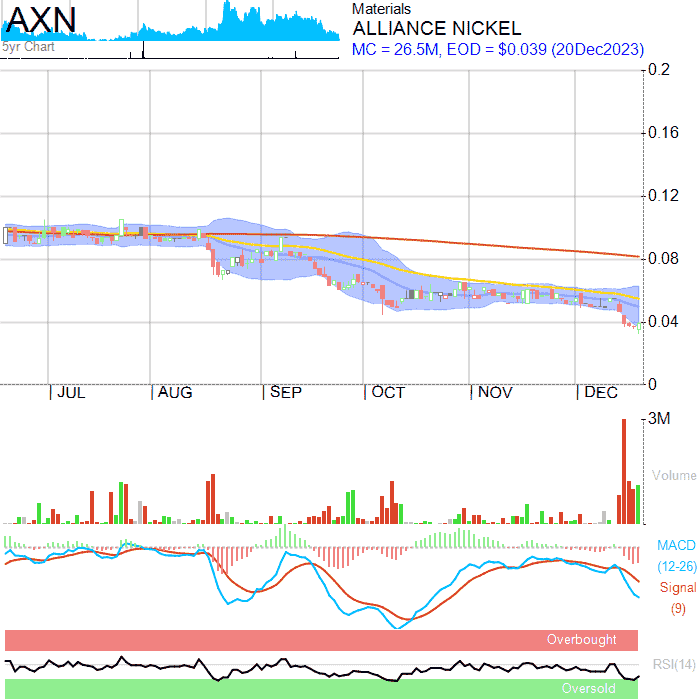 AXN
5yr Chart
Materials
ALLIANCE NICKEL
MC = 26.5M, EOD = $0.039 (20Dec2023)
0.2
0.16
0.12
0.08
0.04
0
JUL AUG SEP OCT NOV DEC
3M
Volume
MACD
(12-26)
Signal
(9)
Overbought
RSI(14)
Oversold